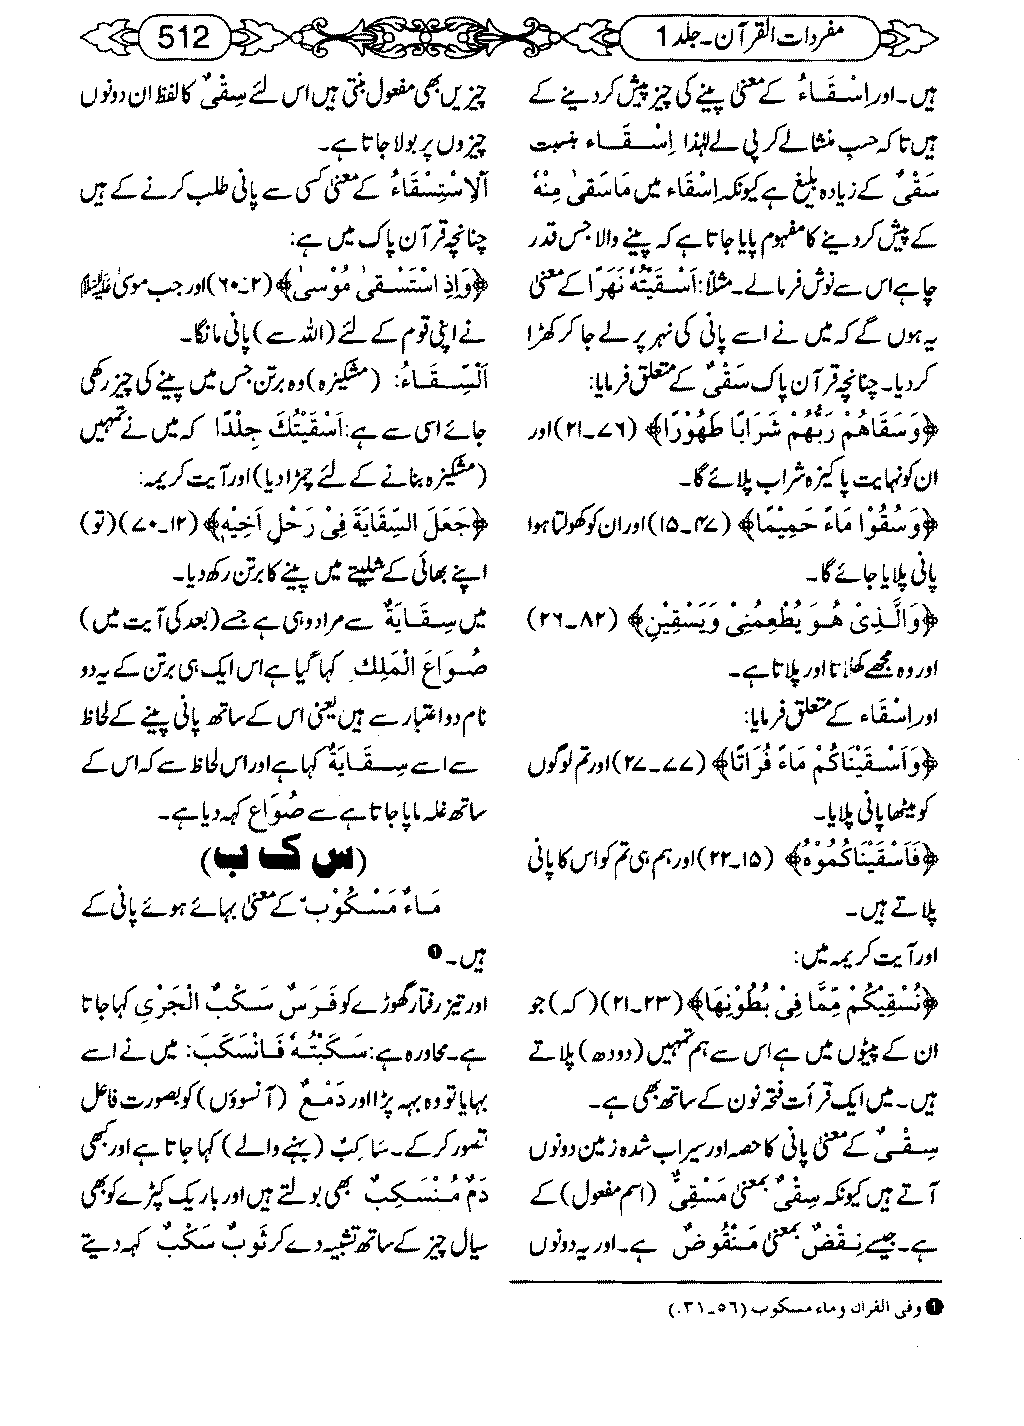 مفردات القرآن۔ جلد 1
512
ہیں۔ اور اِسْقَاءُ کے معنی پینے کی چیز پیش کر دینے کے
ہیں تاکہ حسبِ منشا لے کر پی لے لہٰذا اِسْقَاء بنسبت
سَقْیٌ کے زیادہ بلیغ ہے کیونکہ اِسْقَاء میں مَاسَقیٰ مِنْهُ
کے پیش کر دینے کا مفہوم پایا جاتا ہے کہ پینے والا جس قدر
چاہے اس سے نوش فرمالے۔ مثلاً: اَسْقَیْتُهٗ نَهَرًا کے معنی
یہ ہوں گے کہ میں نے اسے پانی کی نہر پر لے جا کر کھڑا
کر دیا۔ چنانچہ قرآن پاک سَقْیٌ کے متعلق فرمایا:
﴿وَسَقَاهُمْ رَبُّهُمْ شَرَابًا طَهُوْرًا﴾ (۷۶۔۲۱) اور
ان کو نہایت پاکیزہ شراب پلائے گا۔
﴿وَسُقُوْا مَاءً حَمِیْمًا﴾ (۴۷۔۱۵) اور ان کو کھولتا ہوا
پانی پلایا جائے گا۔
﴿وَالَّذِیْ هُوَ یُطْعِمُنِیْ وَیَسْقِیْنِ﴾ (۸۲۔۲۶)
اور وہ مجھے کھلاتا اور پلاتا ہے۔
اور اِسْقَاء کے متعلق فرمایا:
﴿وَاَسْقَیْنَاکُمْ مَاءً فُرَاتًا﴾ (۷۷۔۲۷) اور تم لوگوں
کو میٹھا پانی پلایا۔
﴿فَاَسْقَیْنَاکُمُوْهُ﴾ (۱۵۔۲۲) اور ہم ہی تم کو اس کا پانی
پلاتے ہیں۔
اور آیت کریمہ میں:
﴿نُسْقِیْکُمْ مِّمَّا فِیْ بُطُوْنِهَا﴾ (۲۳۔۲۱) (کہ) جو
ان کے پیٹوں میں ہے اس سے ہم تمہیں (دودھ) پلاتے
ہیں۔ میں ایک قرأت فتحہ نون کے ساتھ بھی ہے۔
سِقْیٌ کے معنی پانی کا حصہ اور سیراب شدہ زمین دونوں
آتے ہیں کیونکہ سِقْیٌ بمعنی مَسْقِیٌّ (اسم مفعول) کے
ہے۔ جیسے نِقْضٌ بمعنی مَنْقُوْضٌ ہے۔ اور یہ دونوں
چیزیں بھی مفعول بنتی ہیں اس لئے سِقْیٌ کا لفظ ان دونوں
چیزوں پر بولا جاتا ہے۔
اَلْاِسْتِسْقَاءُ کے معنی کسی سے پانی طلب کرنے کے ہیں
چنانچہ قرآن پاک میں ہے:
﴿وَاِذِ اسْتَسْقٰی مُوْسٰی﴾ (۲۔۶۰) اور جب موسیٰ علیہ السلام
نے اپنی قوم کے لئے (اللہ سے) پانی مانگا۔
اَلسِّقَاءُ: (مشکیزہ) وہ برتن جس میں پینے کی چیز رکھی
جائے اسی سے ہے: اَسْقَیْتُكَ جِلْدًا کہ میں نے تمہیں
(مشکیزہ بنانے کے لئے چمڑا دیا) اور آیت کریمہ:
﴿جَعَلَ السِّقَایَةَ فِیْ رَحْلِ اَخِیْهِ﴾ (۱۲۔۷۰) (تو)
اپنے بھائی کے شلیتے میں پینے کا برتن رکھ دیا۔
میں سِقَایَةٌ سے مراد وہی ہے جسے (بعد کی آیت میں)
صُوَاعَ الْمَلِكِ کہا گیا ہے اس ایک ہی برتن کے یہ دو
نام دو اعتبار سے ہیں یعنی اس کے ساتھ پانی پینے کے لحاظ
سے اسے سِقَایَةٌ کہا ہے اور اس لحاظ سے کہ اس کے
ساتھ غلہ ماپا جاتا ہے سے صُوَاع کہہ دیا ہے۔
(س ک ب)
مَاءٌ مَسْکُوْبٌ کے معنی بہائے ہوئے پانی کے
ہیں۔ ❶
اور تیز رفتار گھوڑے کو فَرَسٌ سَکْبُ الْجَرْیِ کہا جاتا
ہے۔ محاورہ ہے: سَکَبْتُهٗ فَانْسَکَبَ: میں نے اسے
بہایا تو وہ بہہ پڑا اور دَمْعٌ (آنسوؤں) کو بصورت فاعل
تصور کر کے۔ سَاکِبٌ (بہنے والے) کہا جاتا ہے اور کبھی
دَمٌ مُنْسَکِبٌ بھی بولتے ہیں اور باریک کپڑے کو بھی
سیال چیز کے ساتھ تشبیہ دے کر ثَوْبٌ سَکْبٌ کہہ دیتے
❶ وفی القرآن وماء مسکوب (۵۶۔۳۱)